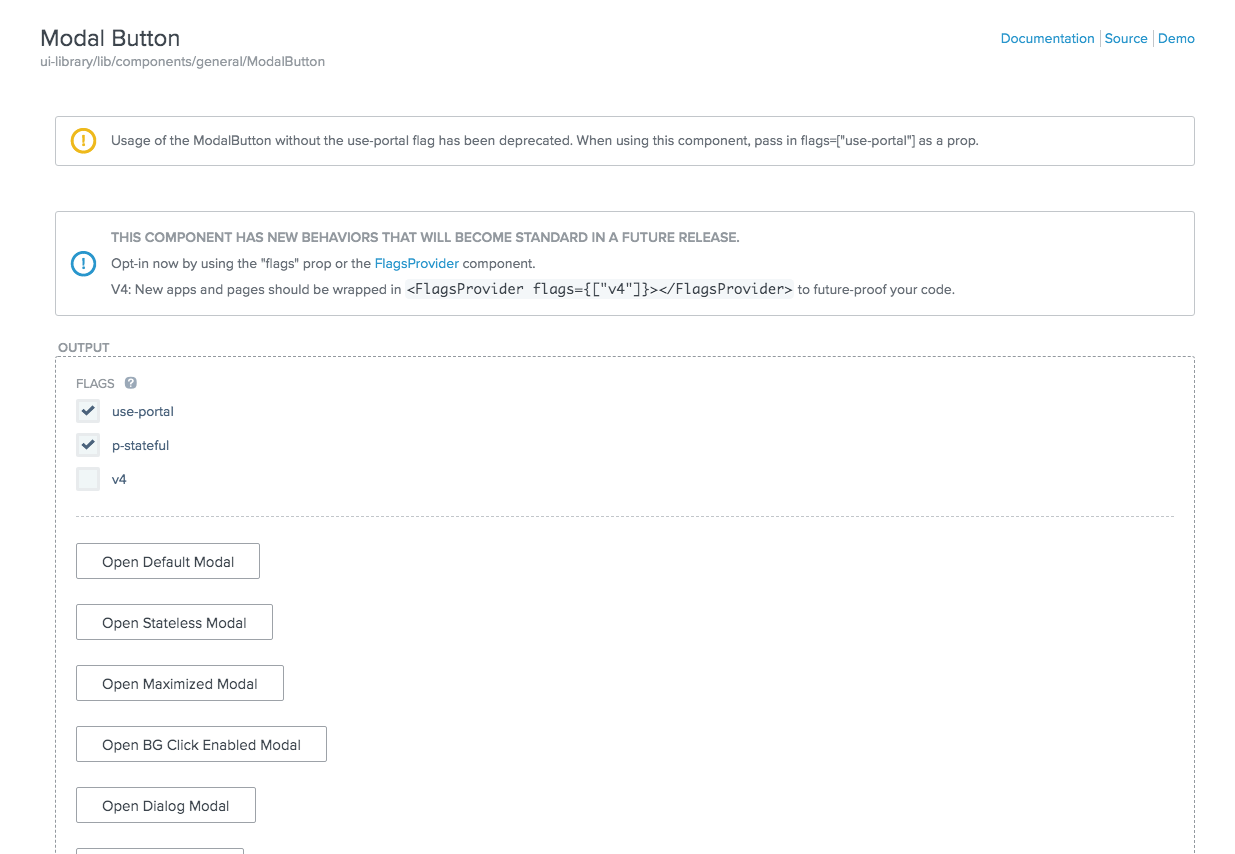 Modal Button
Documentation Source Demo
ui-library/lib/components/general/ModalButton
Usage of the ModalButton without the use-portal flag has been deprecated. When using this component, pass in flags=["use-portal"] as a prop.
THIS COMPONENT HAS NEW BEHAVIORS THAT WILL BECOME STANDARD IN A FUTURE RELEASE.
Opt-in now by using the "flags" prop or the FlagsProvider component.
V4: New apps and pages should be wrapped in <FlagsProvider flags={["v4"]}></FlagsProvider> to future-proof your code.
OUTPUT
FLAGS ?
use-portal
p-stateful
v4
Open Default Modal
Open Stateless Modal
Open Maximized Modal
Open BG Click Enabled Modal
Open Dialog Modal